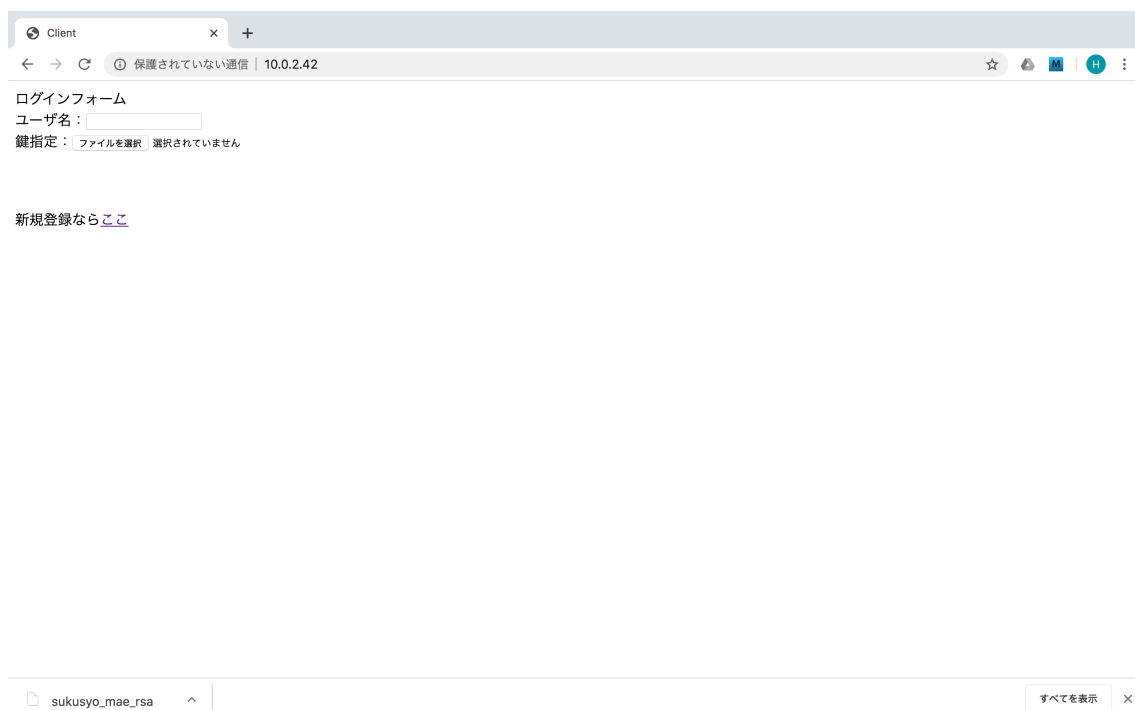 Client
保護されていない通信 10.0.2.42
M
H
ログインフォーム
ユーザ名：
鍵指定： ファイルを選択 選択されていません
新規登録ならここ
sukusyo_mae_rsa
すべてを表示